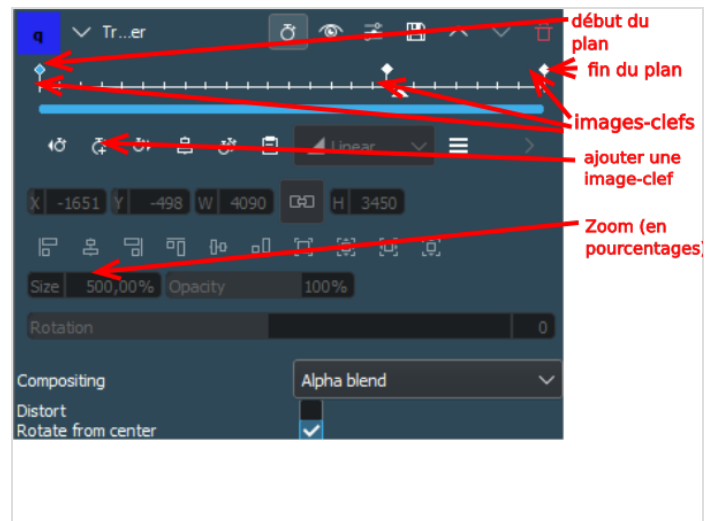 q Tr...er
début du
plan
fin du plan
images-clefs
Linear
ajouter une
image-clef
X -1651 Y -498 W 4090 H 3450
Zoom (en
pourcentages)
Size 500,00% Opacity 100%
Rotation 0
Compositing Alpha blend
Distort
Rotate from center